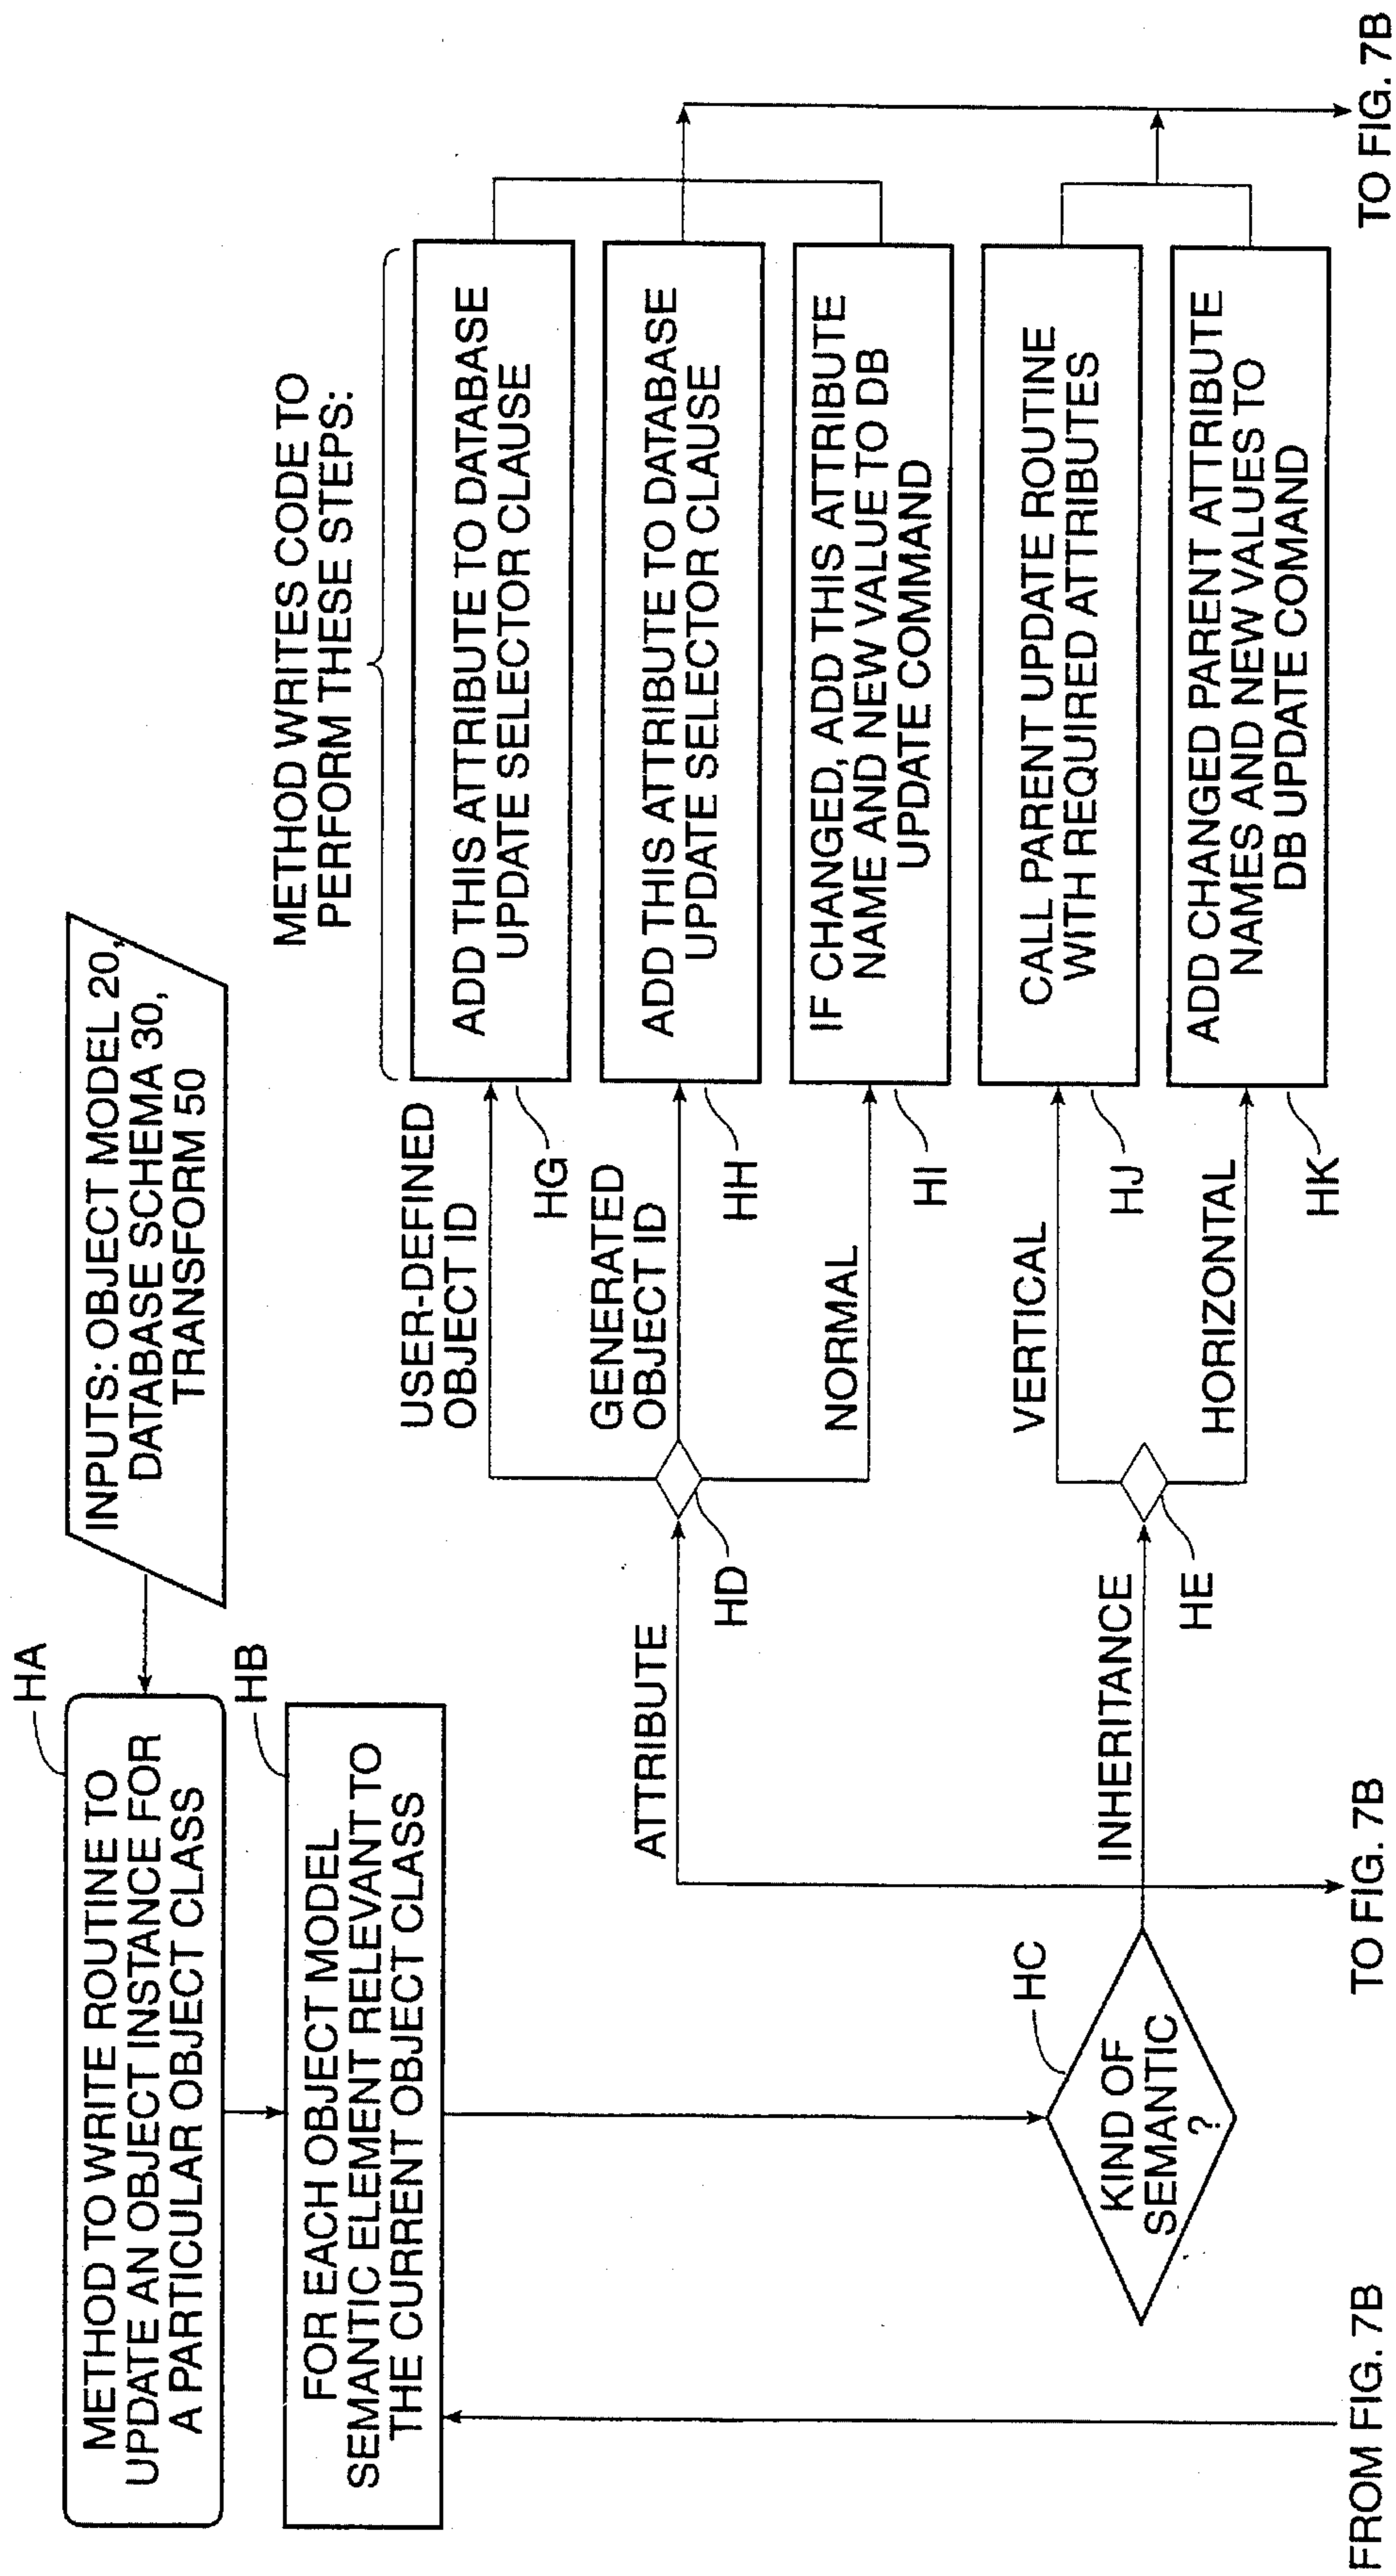 HA
METHOD TO WRITE ROUTINE TO
UPDATE AN OBJECT INSTANCE FOR
A PARTICULAR OBJECT CLASS
INPUTS: OBJECT MODEL 20,
DATABASE SCHEMA 30,
TRANSFORM 50
HB
FOR EACH OBJECT MODEL
SEMANTIC ELEMENT RELEVANT TO
THE CURRENT OBJECT CLASS
METHOD WRITES CODE TO
PERFORM THESE STEPS:
HC
KIND OF
SEMANTIC
?
ATTRIBUTE
HD
USER-DEFINED
OBJECT ID
HG
ADD THIS ATTRIBUTE TO DATABASE
UPDATE SELECTOR CLAUSE
GENERATED
OBJECT ID
HH
ADD THIS ATTRIBUTE TO DATABASE
UPDATE SELECTOR CLAUSE
NORMAL
HI
IF CHANGED, ADD THIS ATTRIBUTE
NAME AND NEW VALUE TO DB
UPDATE COMMAND
INHERITANCE
HE
VERTICAL
HJ
CALL PARENT UPDATE ROUTINE
WITH REQUIRED ATTRIBUTES
HORIZONTAL
HK
ADD CHANGED PARENT ATTRIBUTE
NAMES AND NEW VALUES TO
DB UPDATE COMAND
FROM FIG. 7B
TO FIG. 7B
TO FIG. 7B